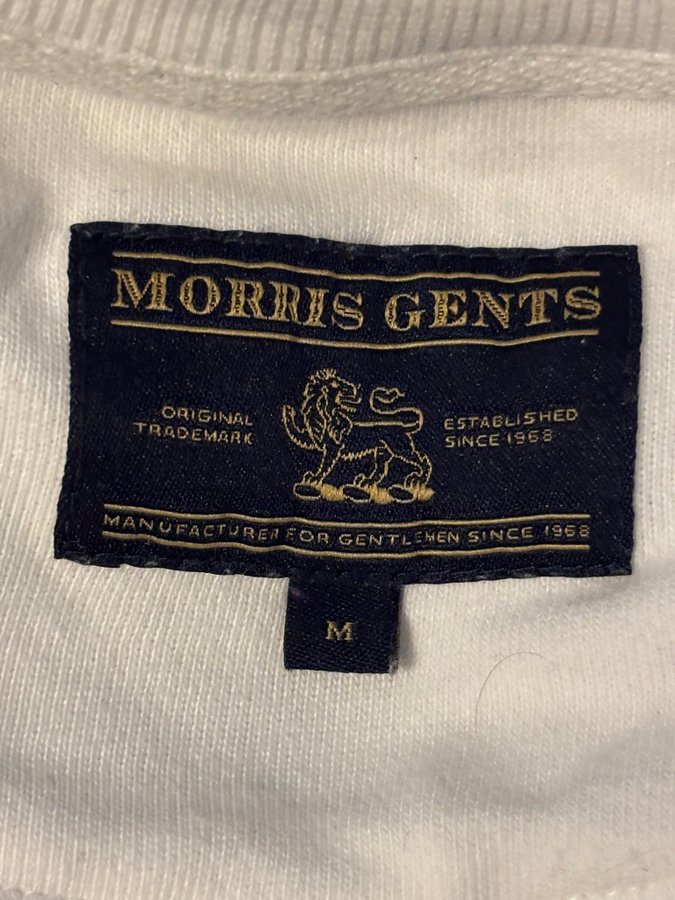 MORRIS GENTS
ORIGINAL
TRADEMARK
ESTABLISHED
SINCE 1968
MANUFACTURER FOR GENTLEMEN SINCE 1968
M